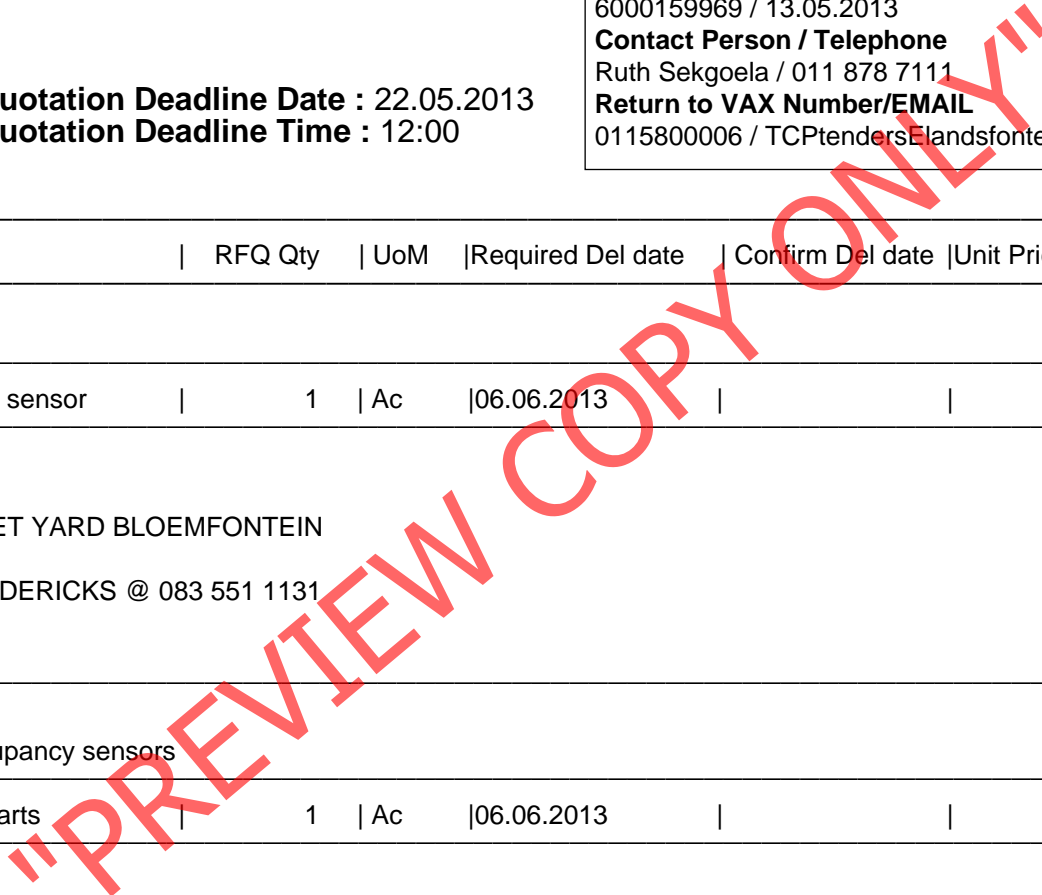 6000159969 / 13.05.2013
Contact Person / Telephone
Ruth Sekgoela / 011 878 7111
Return to VAX Number/EMAIL
0115800006 / TCPtendersElandsfonte
uotation Deadline Date : 22.05.2013
uotation Deadline Time : 12:00
| RFQ Qty | UoM |Required Del date | Confirm Del date |Unit Pri
sensor | 1 | Ac |06.06.2013 | |
ET YARD BLOEMFONTEIN
DERICKS @ 083 551 1131
upancy sensors
arts | 1 | Ac |06.06.2013 | |
"PREVIEW COPY ONLY"